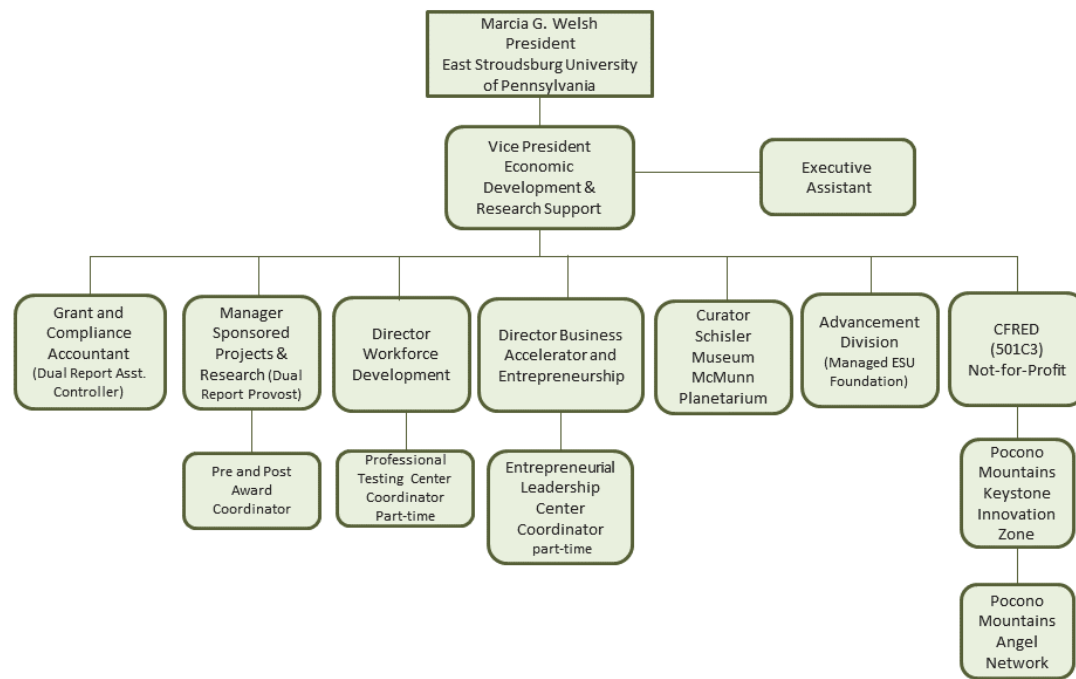 Marcia G. Welsh
President
East Stroudsburg University
of Pennsylvania
Vice President
Economic
Development &
Research Support
Executive
Assistant
Grant and
Compliance
Accountant
(Dual Report Asst.
Controller)
Manager
Sponsored
Projects &
Research (Dual
Report Provost)
Director
Workforce
Development
Director Business
Accelerator and
Entrepreneurship
Curator
Schisler
Museum
McMunn
Planetarium
Advancement
Division
(Managed ESU
Foundation)
CFRED
(501C3)
Not-for-Profit
Pre and Post
Award
Coordinator
Professional
Testing Center
Coordinator
Part-time
Entrepreneurial
Leadership
Center
Coordinator
part-time
Pocono
Mountains
Keystone
Innovation
Zone
Pocono
Mountains
Angel
Network